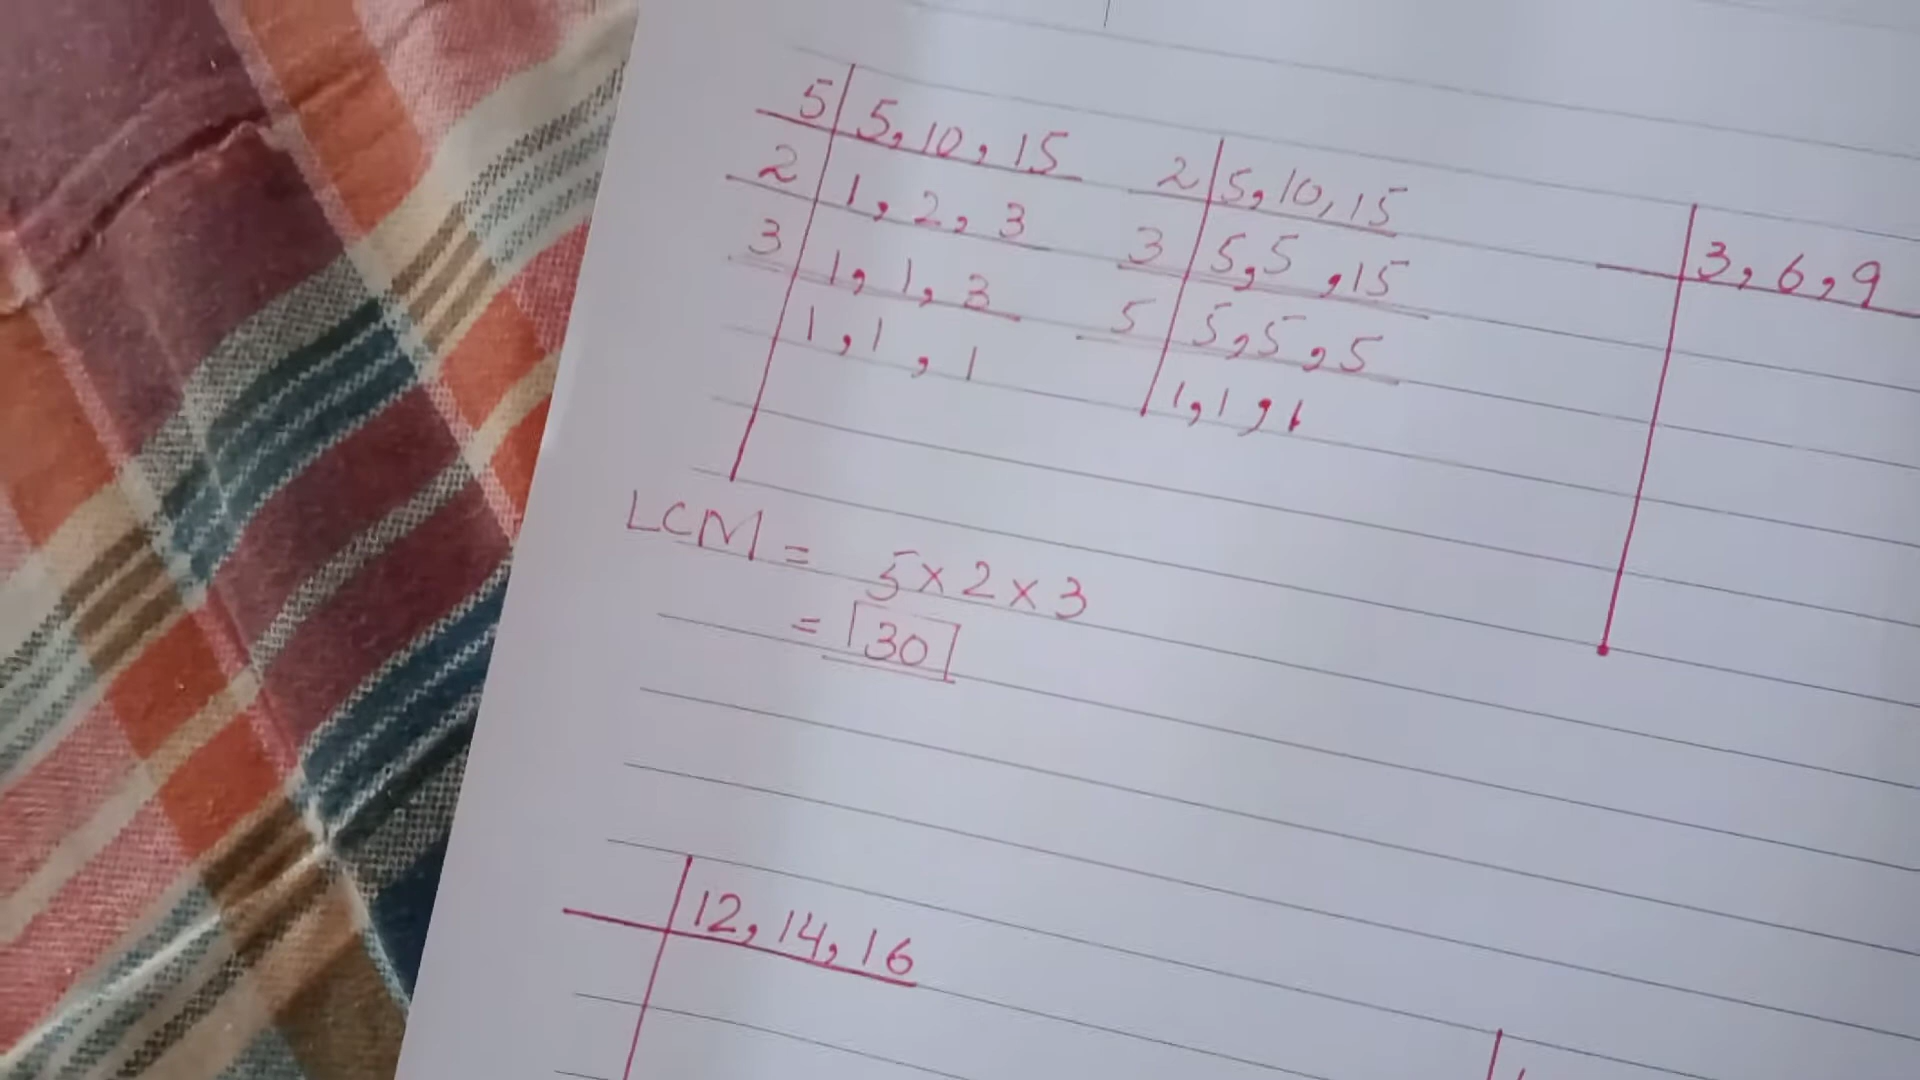 5 | 5, 10, 15
2 | 1, 2, 3
3 | 1, 1, 3
1, 1, 1
2 | 5, 10, 15
3 | 5, 5, 15
5 | 5, 5, 5
1, 1, 1
3, 6, 9
LCM = 5 × 2 × 3
= 30
12, 14, 16